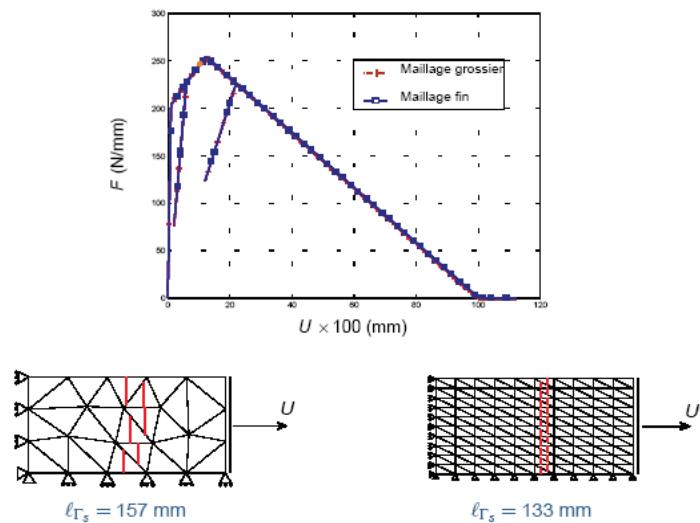 300
250
200
150
100
50
0
F (N/mm)
Maillage grossier
Maillage fin
0 20 40 60 80 100 120
U × 100 (mm)
U
U
ℓΓs = 157 mm
ℓΓs = 133 mm